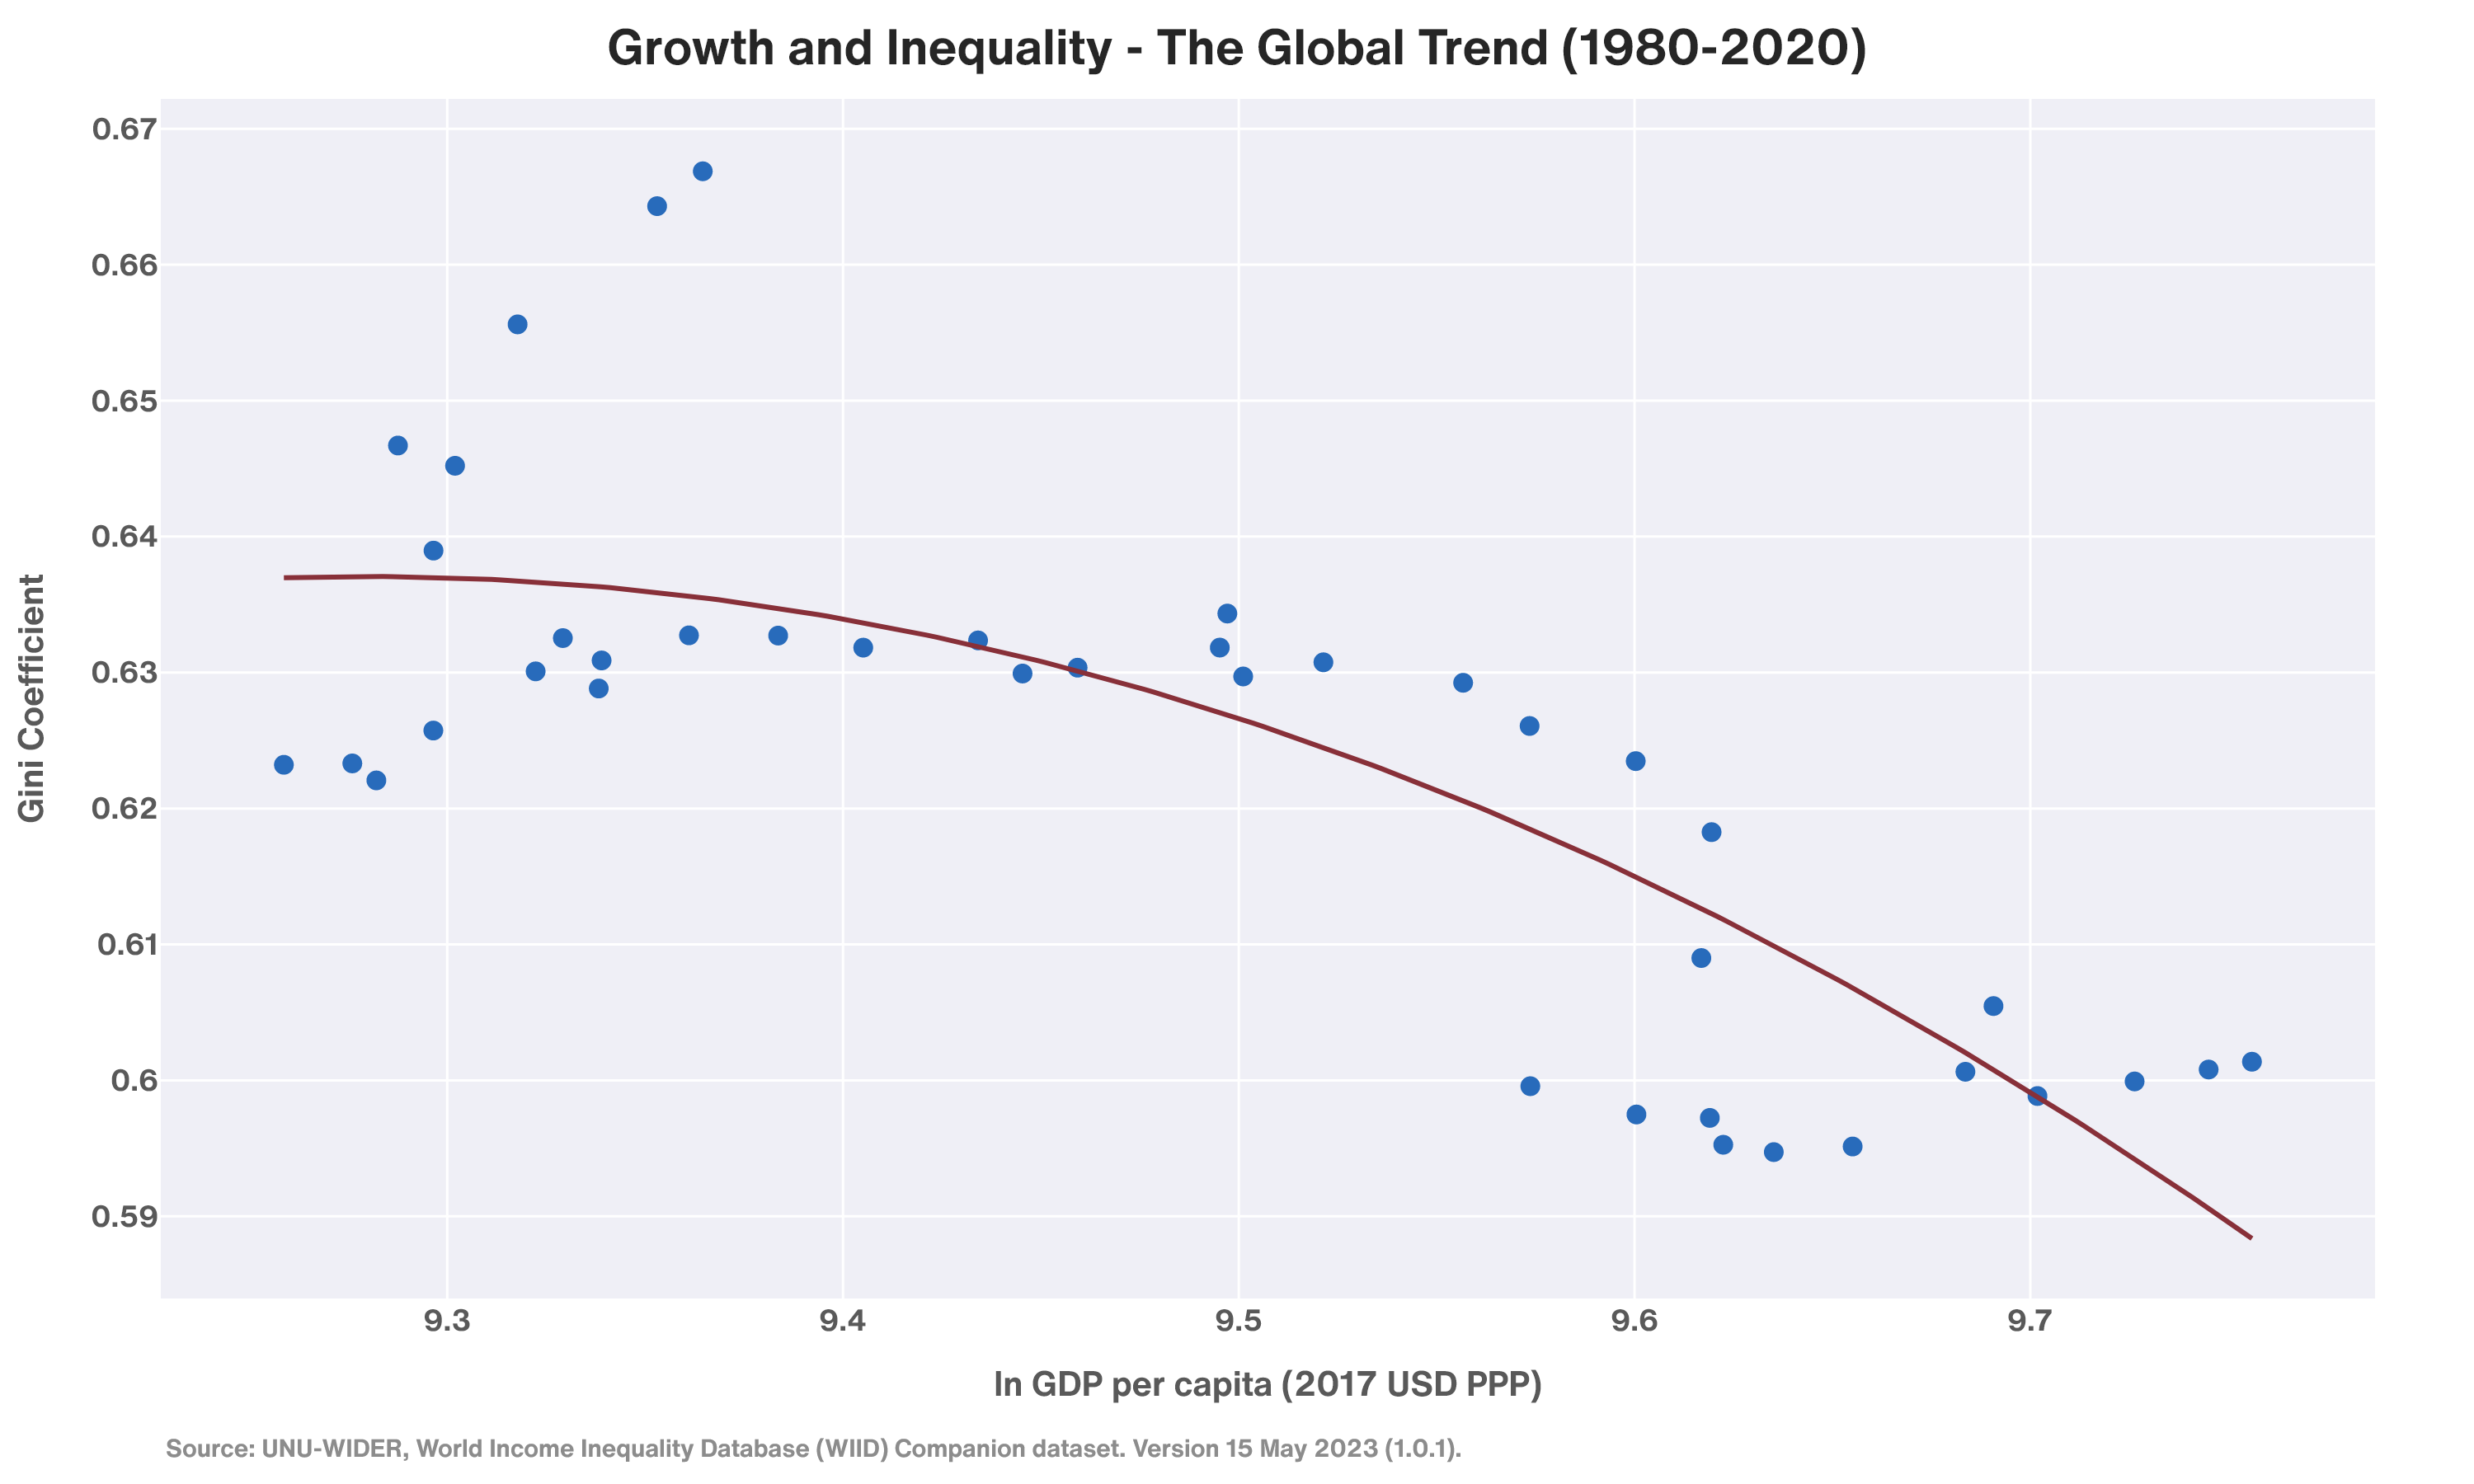 Growth and Inequality - The Global Trend (1980-2020)
0.67
0.66
0.65
0.64
0.63
0.62
0.61
0.6
0.59
Gini Coefficient
9.3 9.4 9.5 9.6 9.7
ln GDP per capita (2017 USD PPP)
Source: UNU-WIDER, World Income Inequality Database (WIID) Companion dataset. Version 15 May 2023 (1.0.1).